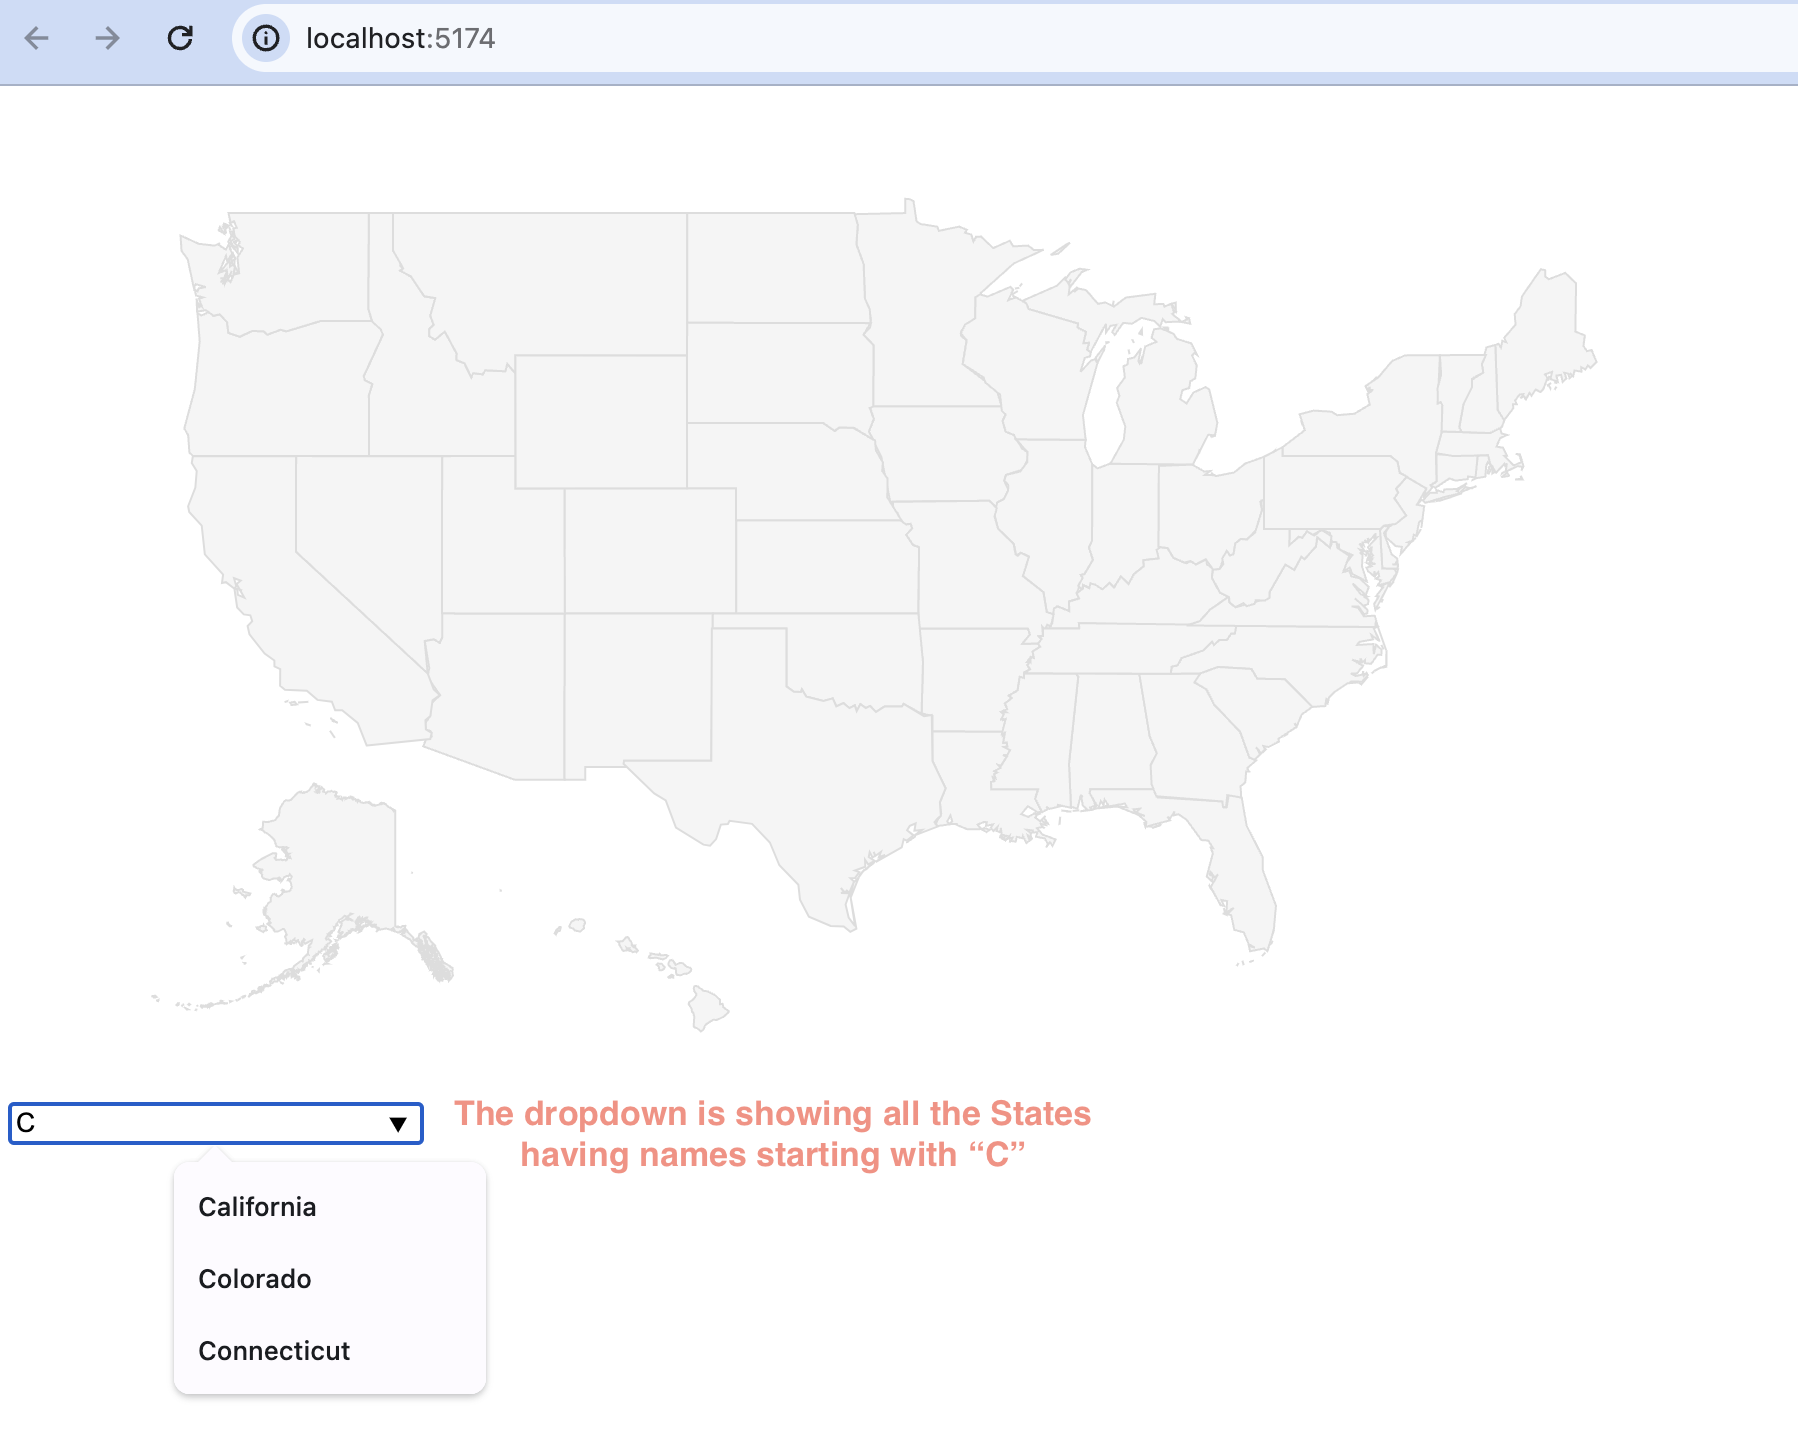 localhost:5174
C
The dropdown is showing all the States
having names starting with “C”
California
Colorado
Connecticut